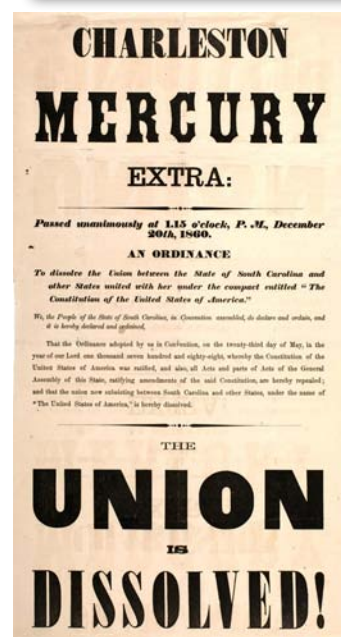 CHARLESTON
MERCURY
EXTRA:
Passed unanimously at 1.15 o'clock, P. M., December
20th, 1860.
AN ORDINANCE
To dissolve the Union between the State of South Carolina and
other States united with her under the compact entitled "The
Constitution of the United States of America."
We, the People of the State of South Carolina, in Convention assembled, do declare and ordain, and
it is hereby declared and ordained,
That the Ordinance adopted by us in Convention, on the twenty-third day of May, in the
year of our Lord one thousand seven hundred and eighty-eight, whereby the Constitution of the
United States of America was ratified, and also, all Acts and parts of Acts of the General
Assembly of this State, ratifying amendments of the said Constitution, are hereby repealed;
and that the union now subsisting between South Carolina and other States, under the name of
"The United States of America," is hereby dissolved.
THE
UNION
IS
DISSOLVED!